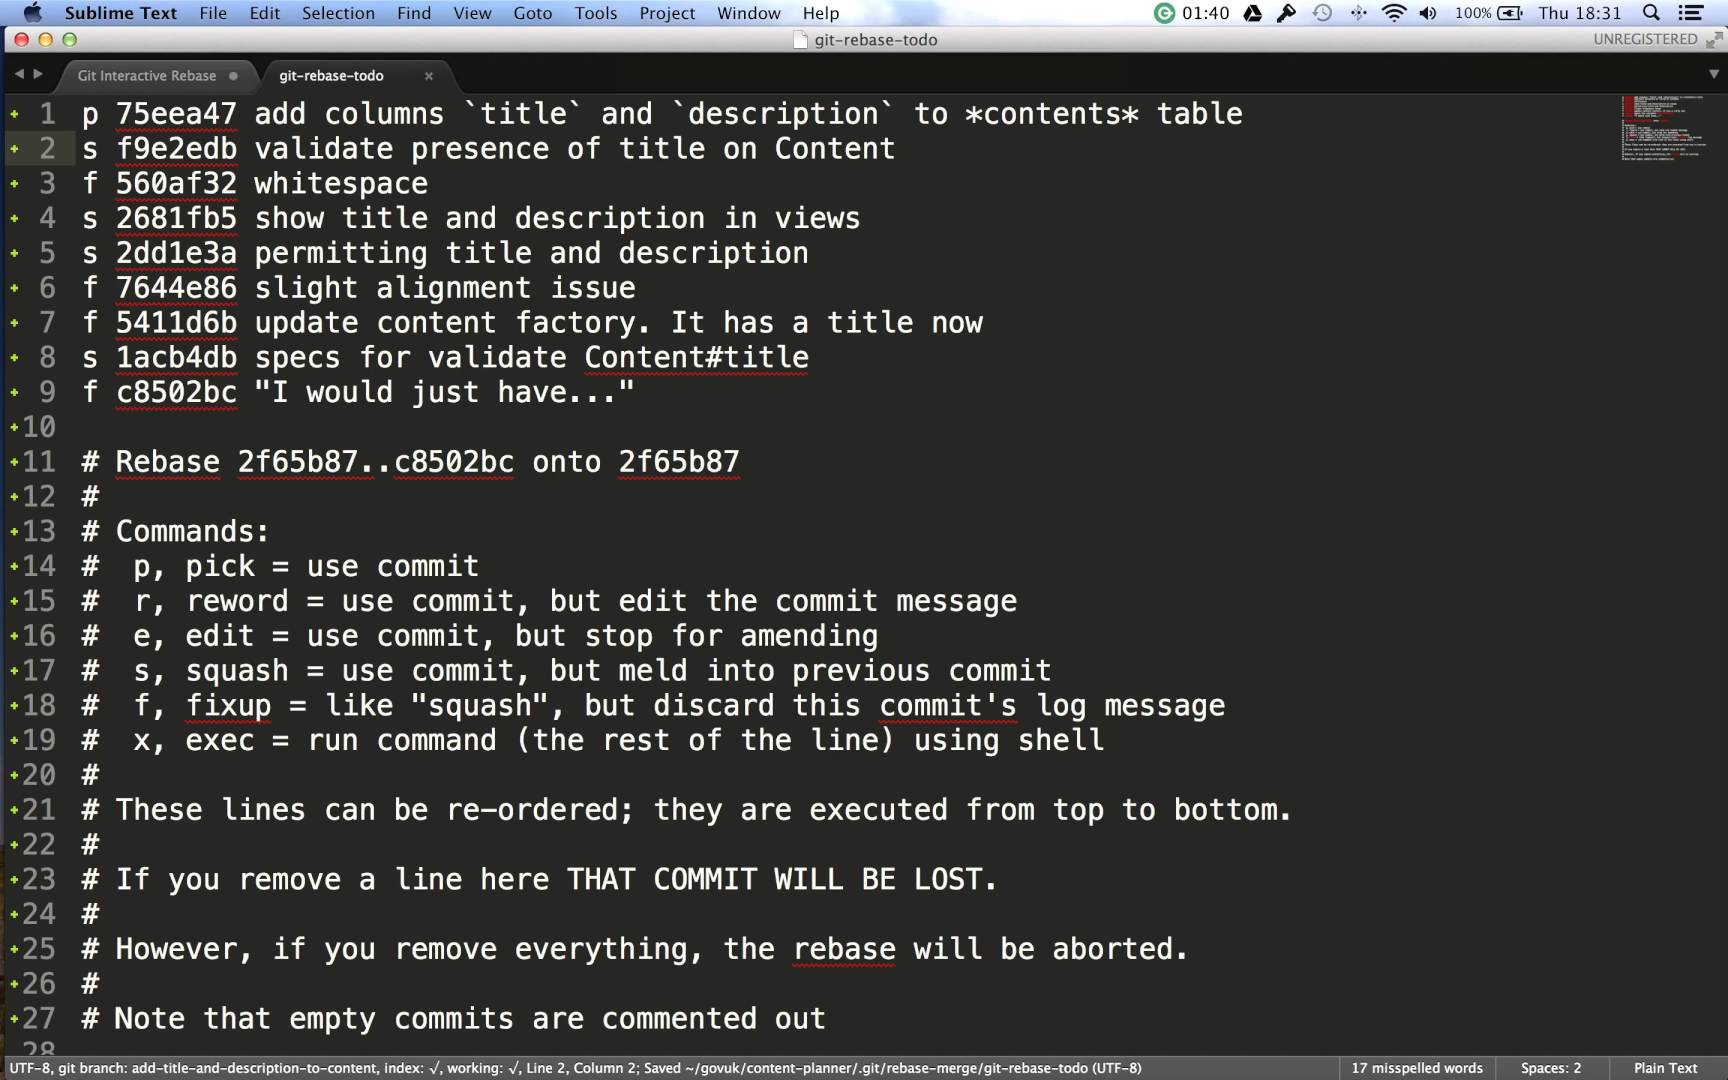 Sublime Text File Edit Selection Find View Goto Tools Project Window Help 01:40 100% Thu 18:31
git-rebase-todo UNREGISTERED
Git Interactive Rebase git-rebase-todo
1 p 75eea47 add columns `title` and `description` to *contents* table
2 s f9e2edb validate presence of title on Content
3 f 560af32 whitespace
4 s 2681fb5 show title and description in views
5 s 2dd1e3a permitting title and description
6 f 7644e86 slight alignment issue
7 f 5411d6b update content factory. It has a title now
8 s 1acb4db specs for validate Content#title
9 f c8502bc "I would just have..."
10
11 # Rebase 2f65b87..c8502bc onto 2f65b87
12 #
13 # Commands:
14 #  p, pick = use commit
15 #  r, reword = use commit, but edit the commit message
16 #  e, edit = use commit, but stop for amending
17 #  s, squash = use commit, but meld into previous commit
18 #  f, fixup = like "squash", but discard this commit's log message
19 #  x, exec = run command (the rest of the line) using shell
20 #
21 # These lines can be re-ordered; they are executed from top to bottom.
22 #
23 # If you remove a line here THAT COMMIT WILL BE LOST.
24 #
25 # However, if you remove everything, the rebase will be aborted.
26 #
27 # Note that empty commits are commented out
28
UTF-8, git branch: add-title-and-description-to-content, index: √, working: √, Line 2, Column 2; Saved ~/govuk/content-planner/.git/rebase-merge/git-rebase-todo (UTF-8) 17 misspelled words Spaces: 2 Plain Text